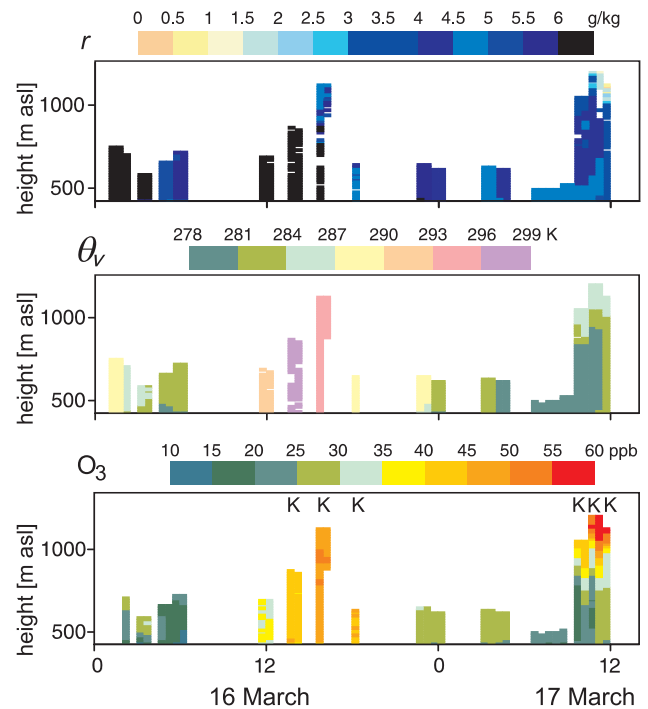 0 0.5 1 1.5 2 2.5 3 3.5 4 4.5 5 5.5 6 g/kg
r
1000
500
height [m asl]
278 281 284 287 290 293 296 299 K
θv
1000
500
height [m asl]
O3
10 15 20 25 30 35 40 45 50 55 60 ppb
K K K K K K
1000
500
height [m asl]
0 12 0 12
16 March 17 March